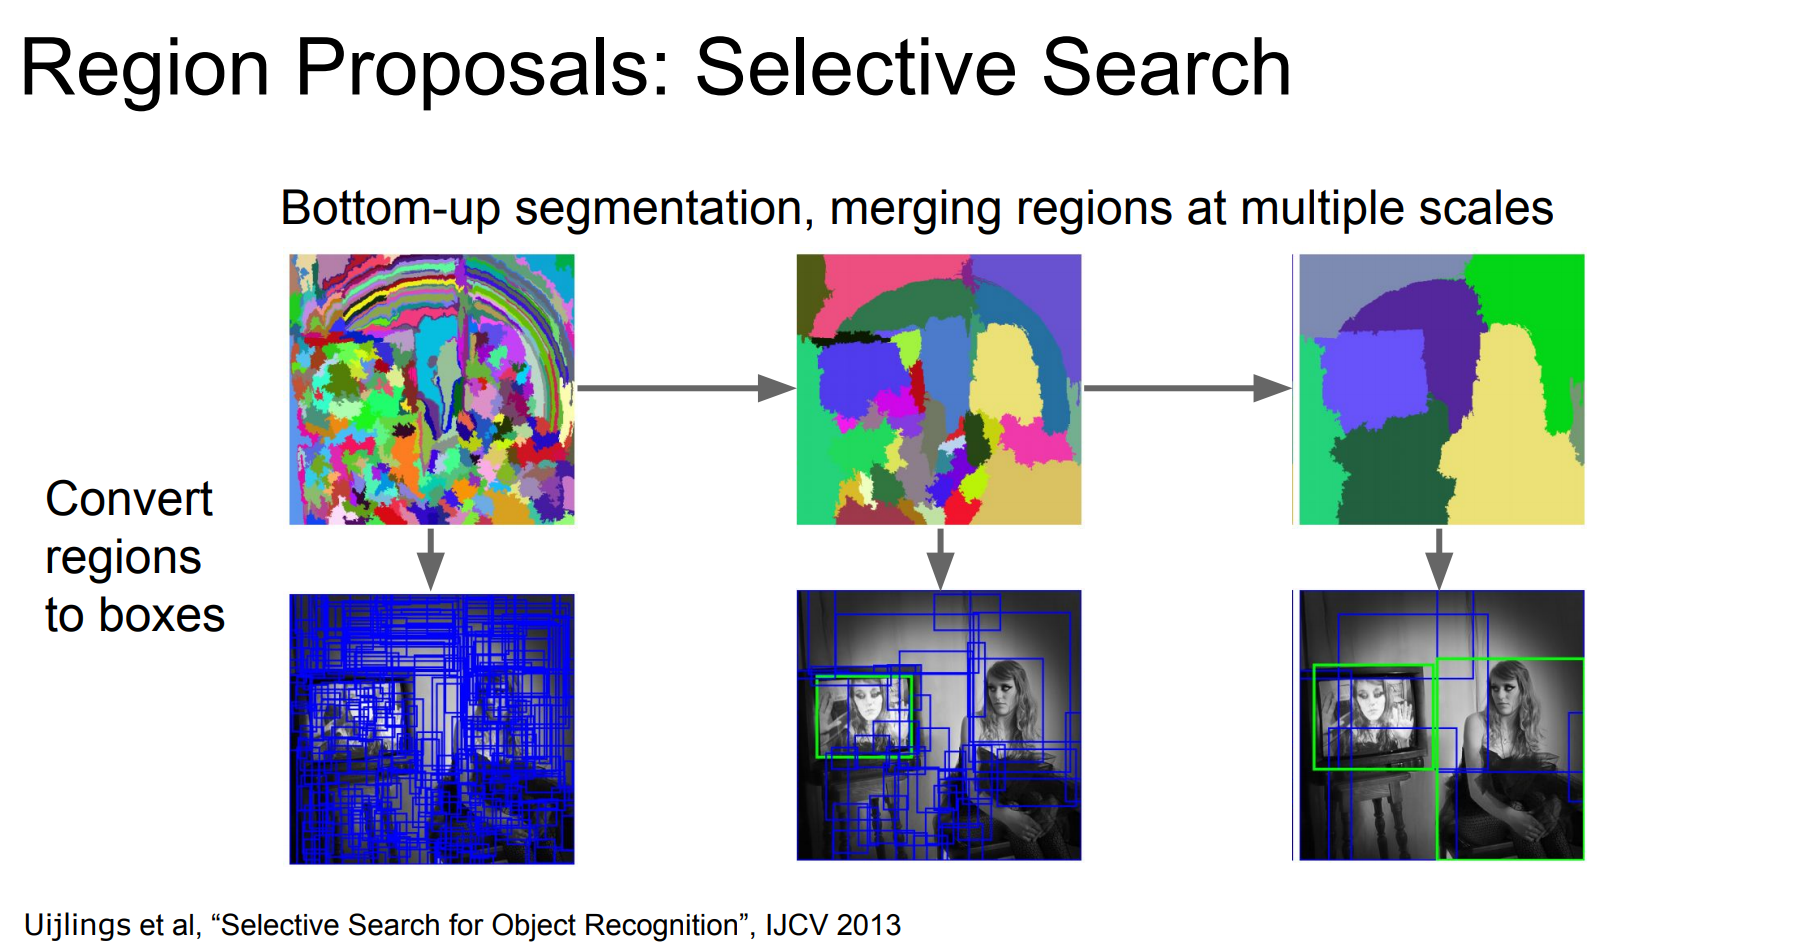 Region Proposals: Selective Search
Bottom-up segmentation, merging regions at multiple scales
Convert
regions
to boxes
Uijlings et al, “Selective Search for Object Recognition”, IJCV 2013